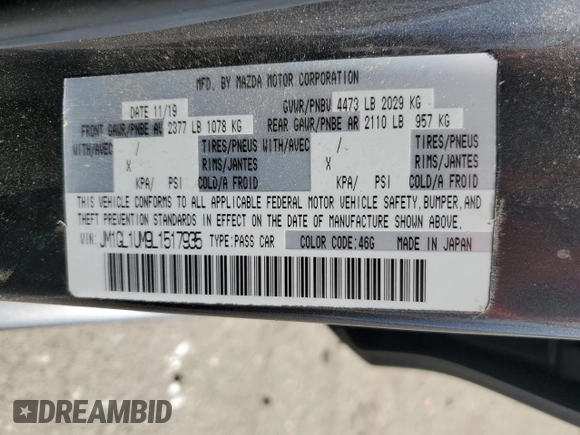 MFD. BY MAZDA MOTOR CORPORATION
DATE 11/19 GVWR/PNBV 4473 LB 2029 KG
FRONT GAWR/PNBE AV 2377 LB 1078 KG REAR GAWR/PNBE AR 2110 LB 957 KG
WITH/AVEC / TIRES/PNEUS WITH/AVEC / TIRES/PNEUS
X RIMS/JANTES X RIMS/JANTES
KPA/ PSI COLD/A FROID KPA/ PSI COLD/A FROID
THIS VEHICLE CONFORMS TO ALL APPLICABLE FEDERAL MOTOR VEHICLE SAFETY, BUMPER, AND
THEFT PREVENTION STANDARDS IN EFFECT ON THE DATE OF MANUFACTURE SHOWN ABOVE.
VIN: JM1GL1UM9L1517935 TYPE:PASS CAR COLOR CODE:46G MADE IN JAPAN
DREAMBID